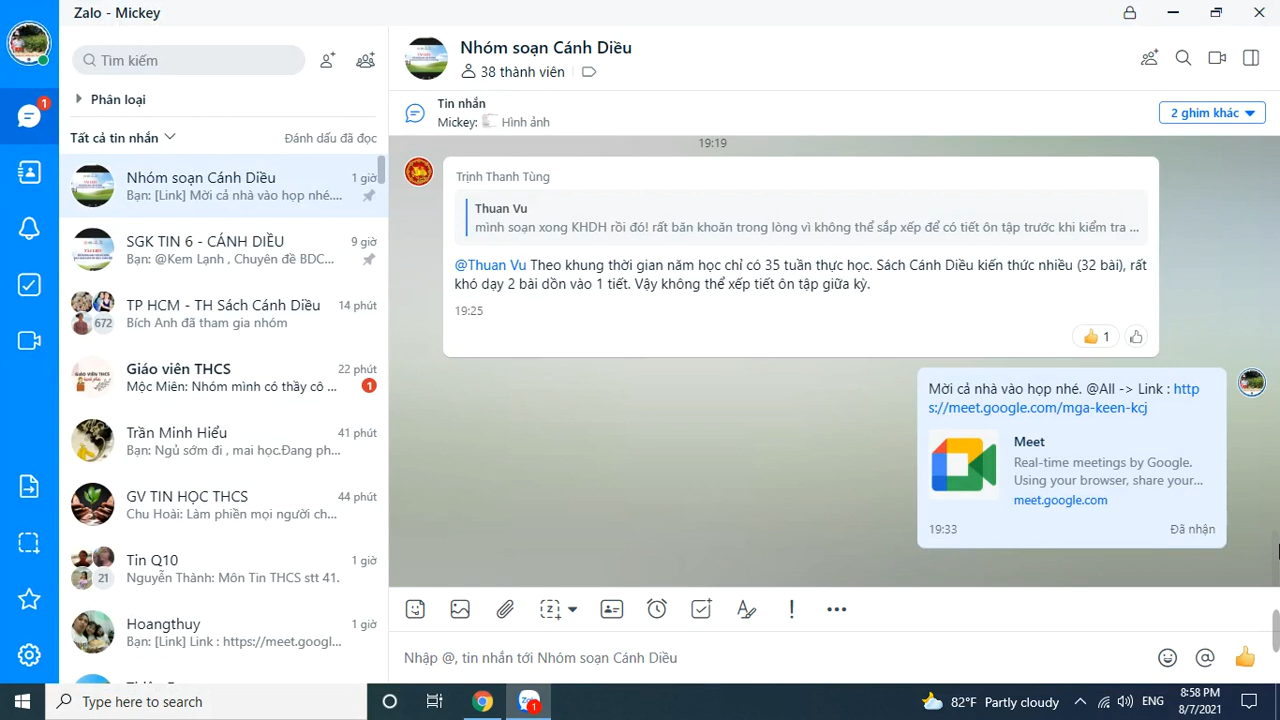 Zalo - Mickey
Tìm kiếm
Phân loại
Tất cả tin nhắn
Đánh dấu đã đọc
1
Nhóm soạn Cánh Diều
1 giờ
Bạn: [Link] Mời cả nhà vào họp nhé....
SGK TIN 6 - CÁNH DIỀU
9 giờ
Bạn: @Kem Lạnh , Chuyên đề BDC...
TP HCM - TH Sách Cánh Diều
14 phút
Bích Anh đã tham gia nhóm
672
Giáo viên THCS
22 phút
Mộc Miên: Nhóm mình có thầy cô ...
1
Trần Minh Hiểu
41 phút
Bạn: Ngủ sớm đi , mai học.Đang ph...
GV TIN HỌC THCS
44 phút
Chu Hoài: Làm phiền mọi người ch...
Tin Q10
1 giờ
Nguyễn Thành: Môn Tin THCS stt 41.
21
Hoangthuy
1 giờ
Bạn: [Link] Link : https://meet.googl...
Nhóm soạn Cánh Diều
38 thành viên
Tin nhắn
Mickey: Hình ảnh
2 ghim khác
19:19
Trịnh Thanh Tùng
Thuan Vu
mình soạn xong KHDH rồi đó! rất băn khoăn trong lòng vì không thể sắp xếp để có tiết ôn tập trước khi kiểm tra ...
@Thuan Vu Theo khung thời gian năm học chỉ có 35 tuần thực học. Sách Cánh Diều kiến thức nhiều (32 bài), rất
khó dạy 2 bài dồn vào 1 tiết. Vậy không thể xếp tiết ôn tập giữa kỳ.
19:25
1
Mời cả nhà vào họp nhé. @All -> Link : http
s://meet.google.com/mga-keen-kcj
Meet
Real-time meetings by Google.
Using your browser, share your...
meet.google.com
19:33
Đã nhận
Nhập @, tin nhắn tới Nhóm soạn Cánh Diều
Type here to search
1
82°F Partly cloudy
ENG
8:58 PM
8/7/2021